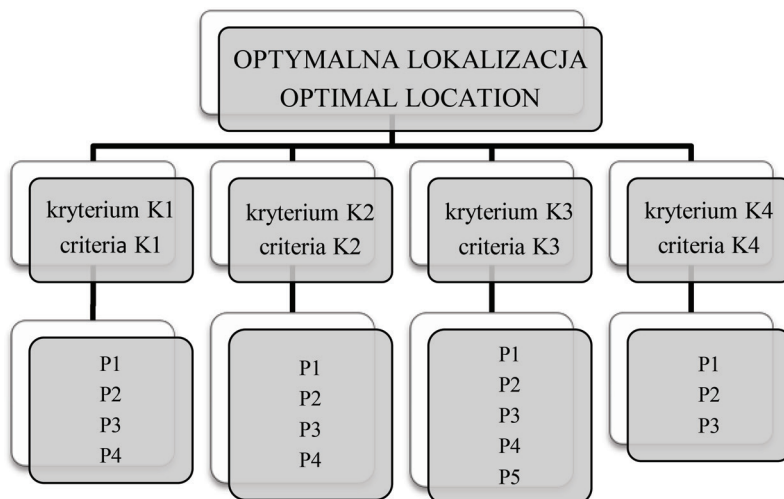 OPTYMALNA LOKALIZACJA
OPTIMAL LOCATION
kryterium K1
criteria K1
kryterium K2
criteria K2
kryterium K3
criteria K3
kryterium K4
criteria K4
P1
P2
P3
P4
P1
P2
P3
P4
P1
P2
P3
P4
P5
P1
P2
P3